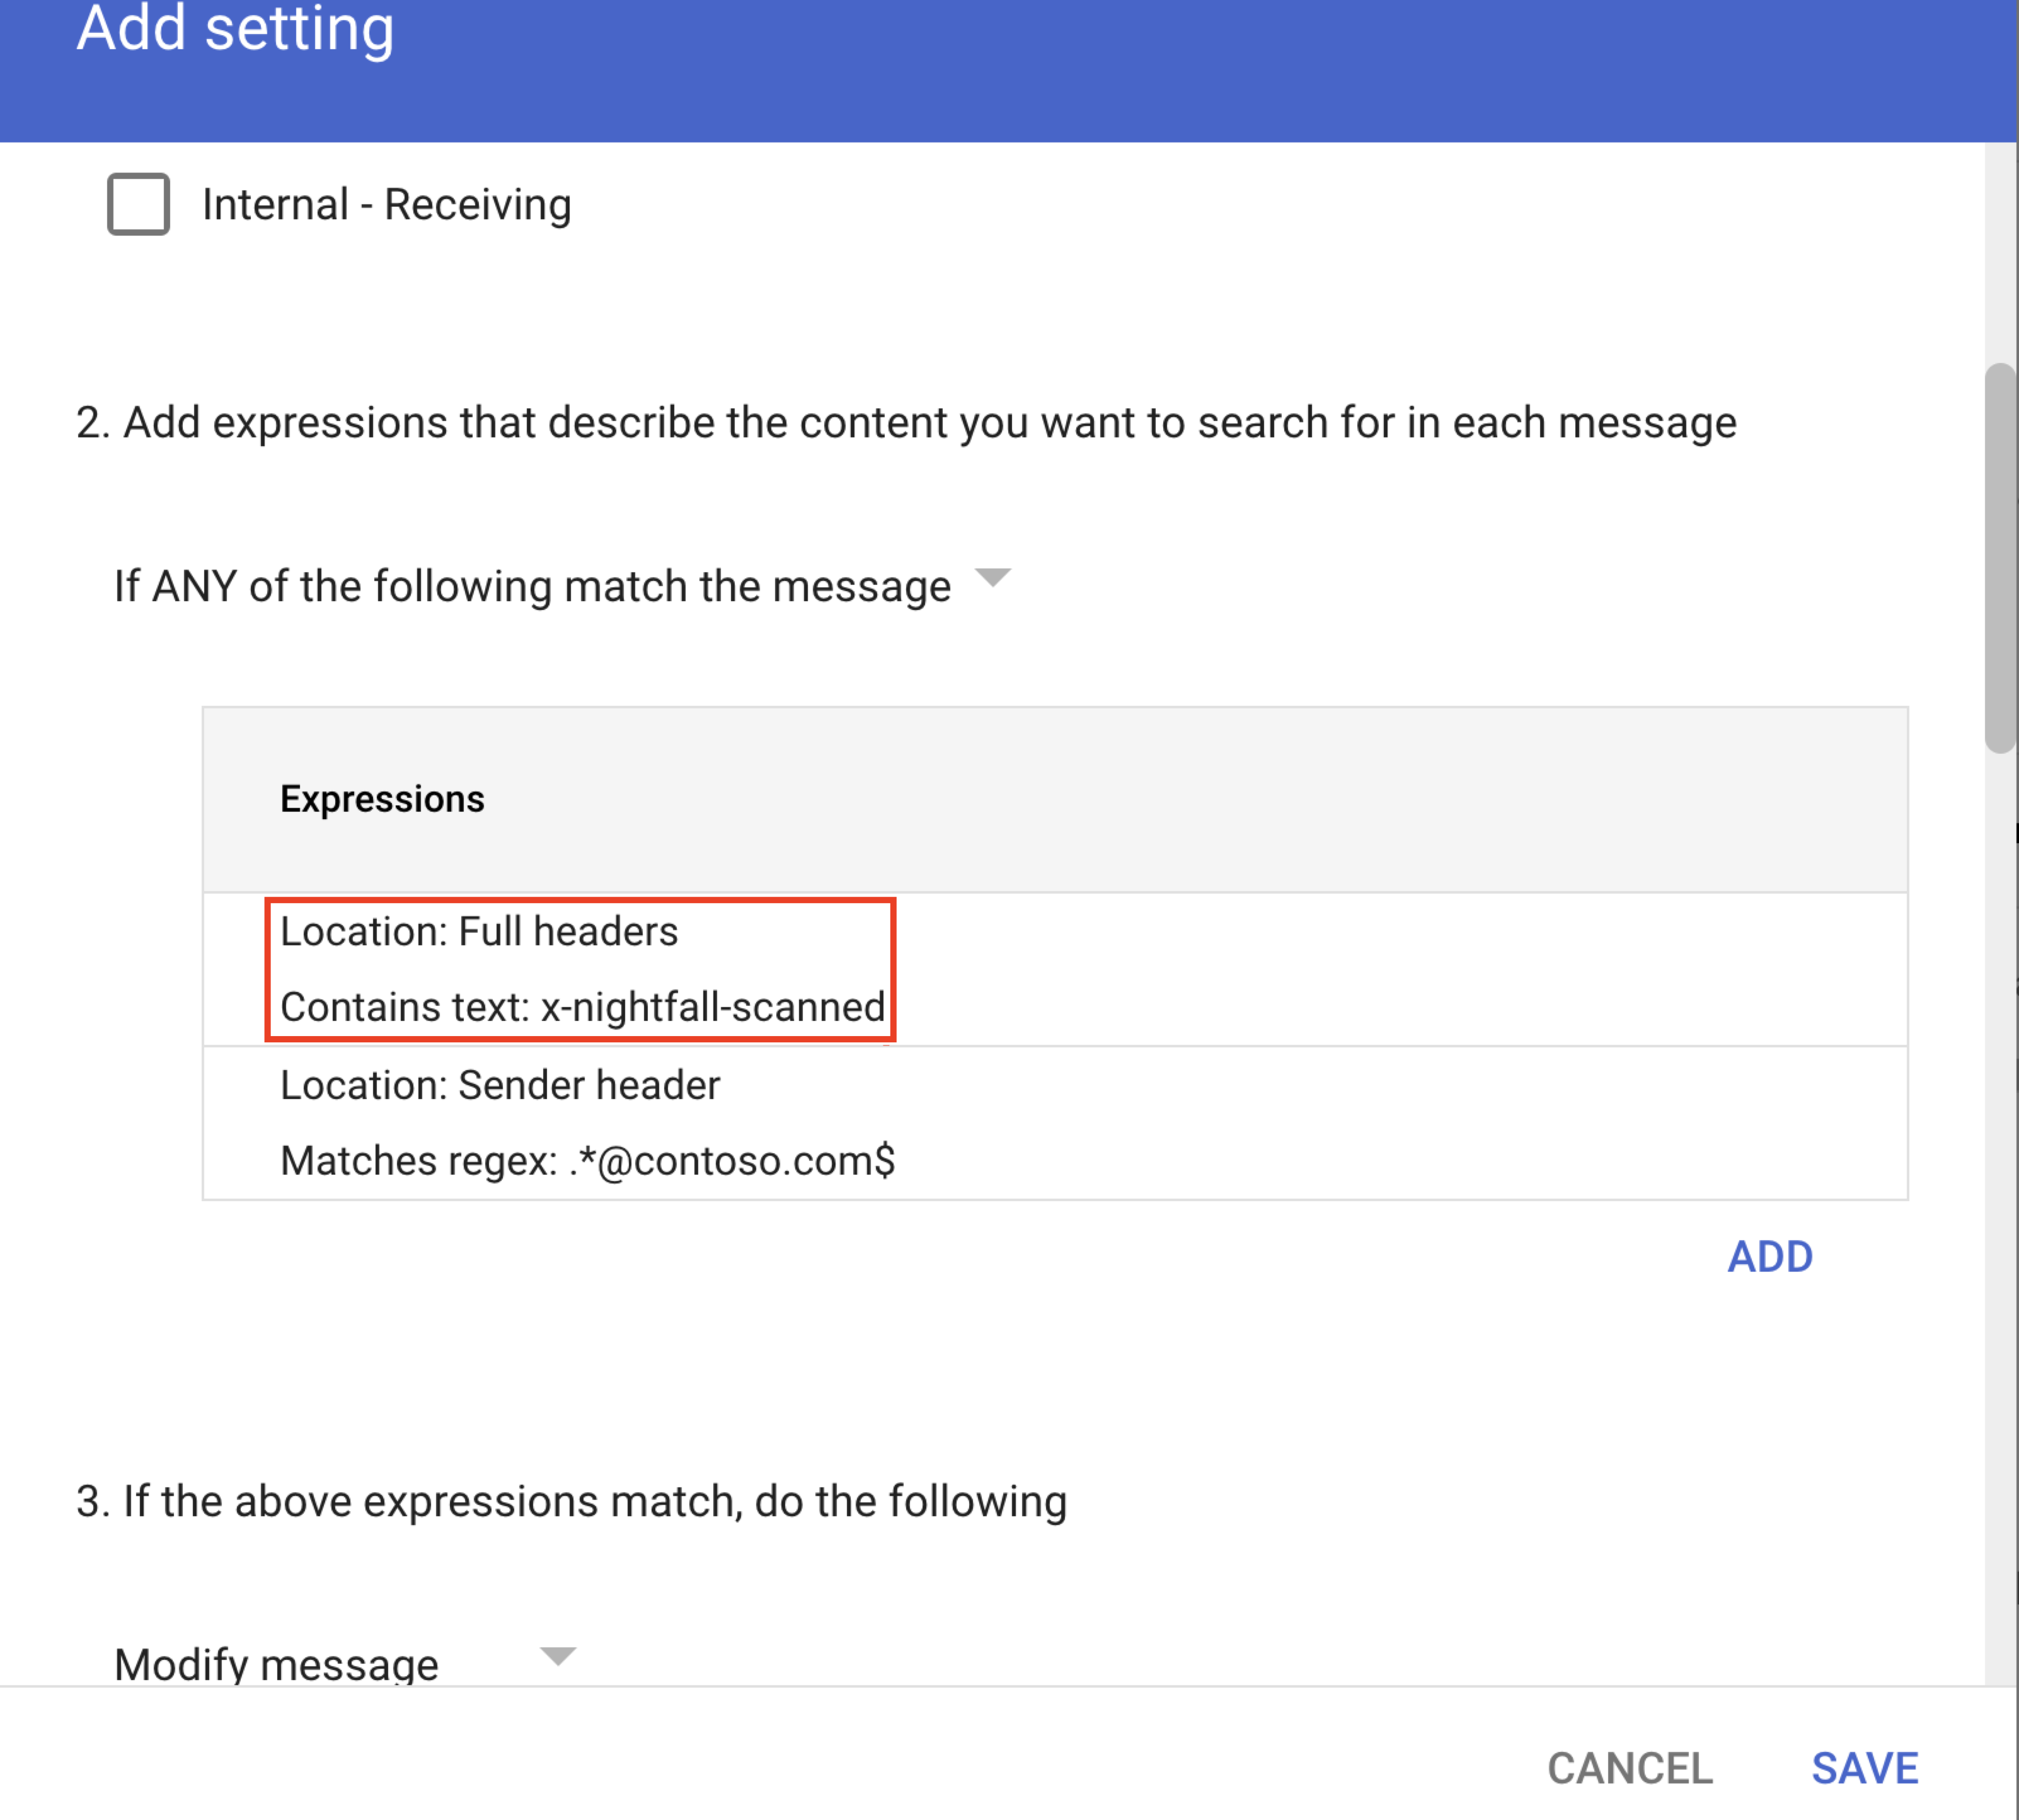 Add setting
Internal - Receiving
2. Add expressions that describe the content you want to search for in each message
If ANY of the following match the message
Expressions
Location: Full headers
Contains text: x-nightfall-scanned
Location: Sender header
Matches regex: .*@contoso.com$
ADD
3. If the above expressions match, do the following
Modify message
CANCEL
SAVE